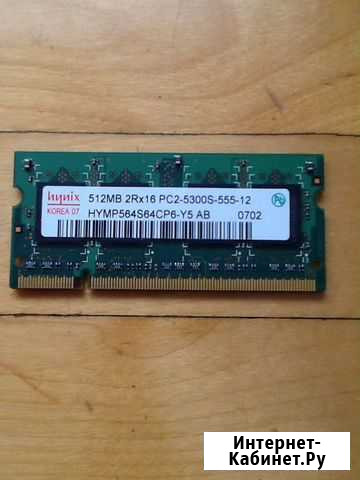 hynix
KOREA 07
512MB 2Rx16 PC2-5300S-555-12
HYMP564S64CP6-Y5 AB 0702
Интернет-
Кабинет.Ру